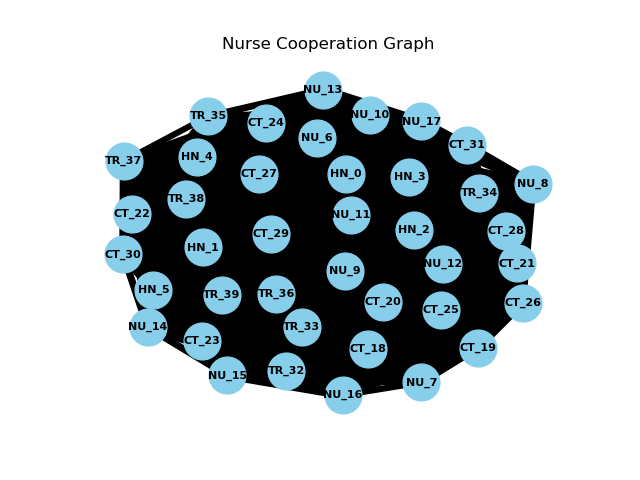 Nurse Cooperation Graph
NU_13
TR_35
NU_10
CT_24
NU_17
NU_6
CT_31
HN_4
TR_37
CT_27
HN_0
HN_3
NU_8
TR_34
TR_38
CT_22
NU_11
HN_2
CT_28
CT_29
HN_1
CT_30
NU_12
CT_21
NU_9
HN_5
TR_39
TR_36
CT_20
CT_26
CT_25
NU_14
TR_33
CT_23
CT_18
CT_19
TR_32
NU_15
NU_7
NU_16